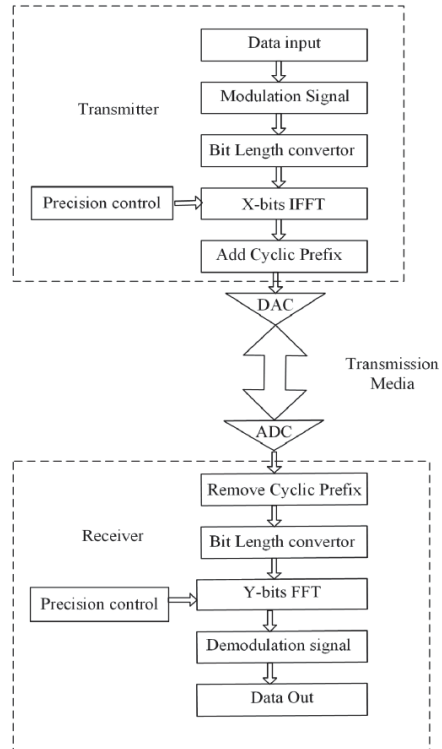 Data input
Transmitter
Modulation Signal
Bit Length convertor
Precision control
X-bits IFFT
Add Cyclic Prefix
DAC
Transmission
Media
ADC
Remove Cyclic Prefix
Receiver
Bit Length convertor
Precision control
Y-bits FFT
Demodulation signal
Data Out